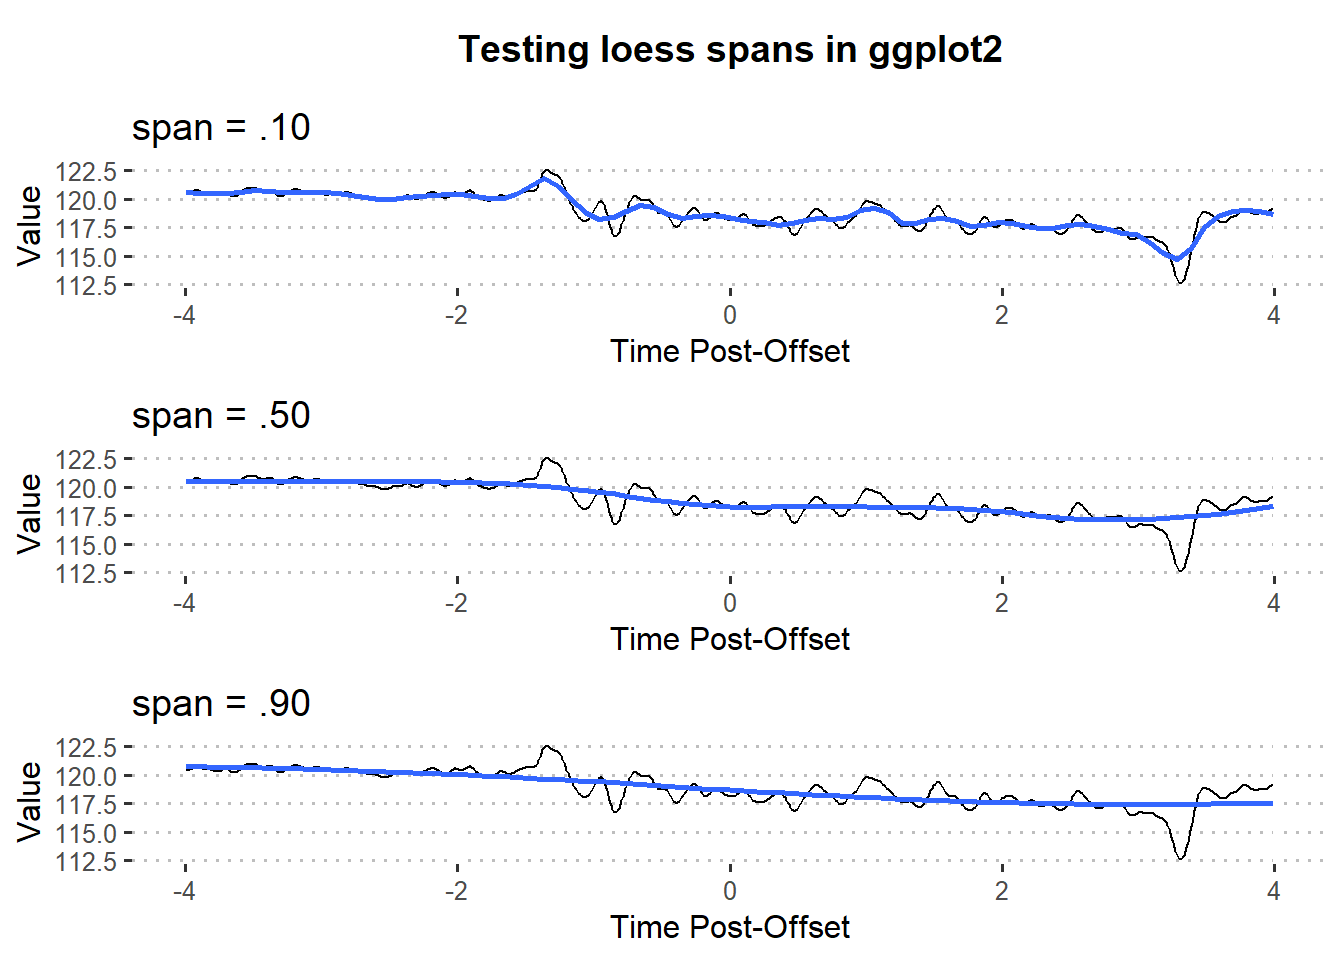 Testing loess spans in ggplot2
span = .10
Value
122.5
120.0
117.5
115.0
112.5
-4 -2 0 2 4
Time Post-Offset
span = .50
Value
122.5
120.0
117.5
115.0
112.5
-4 -2 0 2 4
Time Post-Offset
span = .90
Value
122.5
120.0
117.5
115.0
112.5
-4 -2 0 2 4
Time Post-Offset